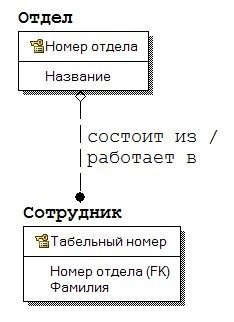 Отдел
Номер отдела
Название
состоит из /
работает в
Сотрудник
Табельный номер
Номер отдела (FK)
Фамилия